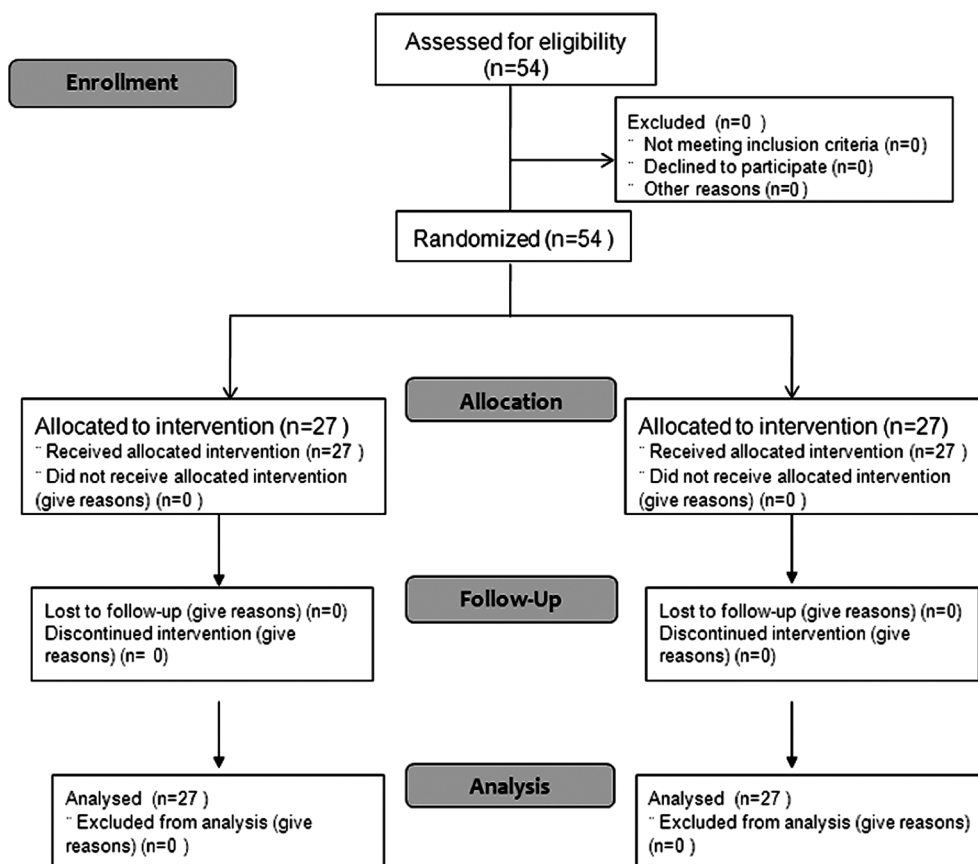 Assessed for eligibility
(n=54)
Enrollment
Excluded (n=0 )
¨ Not meeting inclusion criteria (n=0)
¨ Declined to participate (n=0)
¨ Other reasons (n=0 )
Randomized (n=54 )
Allocation
Allocated to intervention (n=27 )
¨ Received allocated intervention (n=27 )
¨ Did not receive allocated intervention
(give reasons) (n=0 )
Allocated to intervention (n=27)
¨ Received allocated intervention (n=27 )
¨ Did not receive allocated intervention
(give reasons) (n=0 )
Follow-Up
Lost to follow-up (give reasons) (n=0)
Discontinued intervention (give
reasons) (n= 0)
Lost to follow-up (give reasons) (n=0)
Discontinued intervention (give
reasons) (n=0)
Analysis
Analysed (n=27 )
¨ Excluded from analysis (give
reasons) (n=0 )
Analysed (n=27 )
¨ Excluded from analysis (give reasons)
(n=0 )